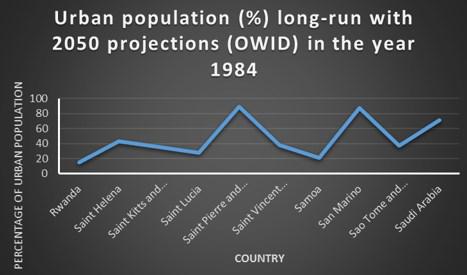 Urban population (%) long-run with
2050 projections (OWID) in the year
1984
PERCENTAGE OF URBAN POPULATION
100
80
60
40
20
0
Rwanda
Saint Helena
Saint Kitts and…
Saint Lucia
Saint Pierre and…
Saint Vincent…
Samoa
San Marino
Sao Tome and…
Saudi Arabia
COUNTRY